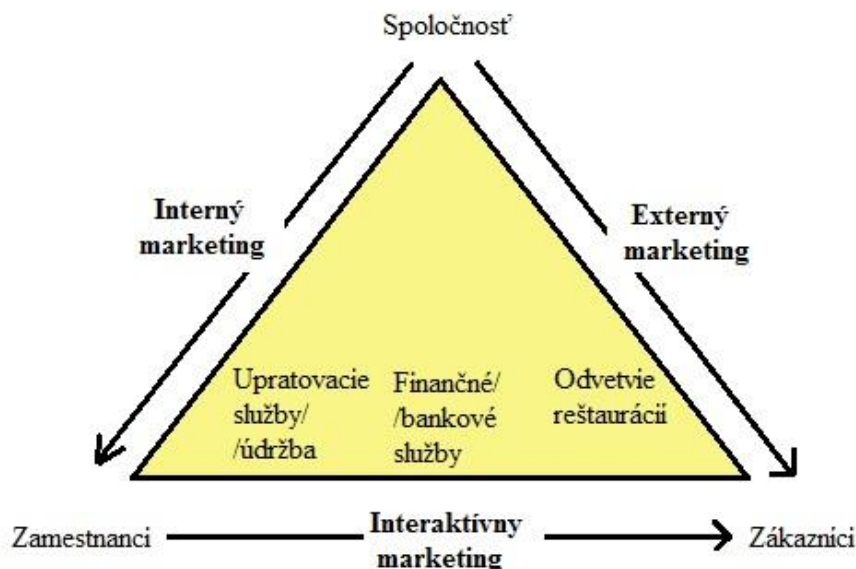 Spoločnosť
Interný
marketing
Externý
marketing
Upratovacie
služby/
/údržba
Finančné/
/bankové
služby
Odvetvie
reštaurácií
Zamestnanci
Interaktívny
marketing
Zákazníci